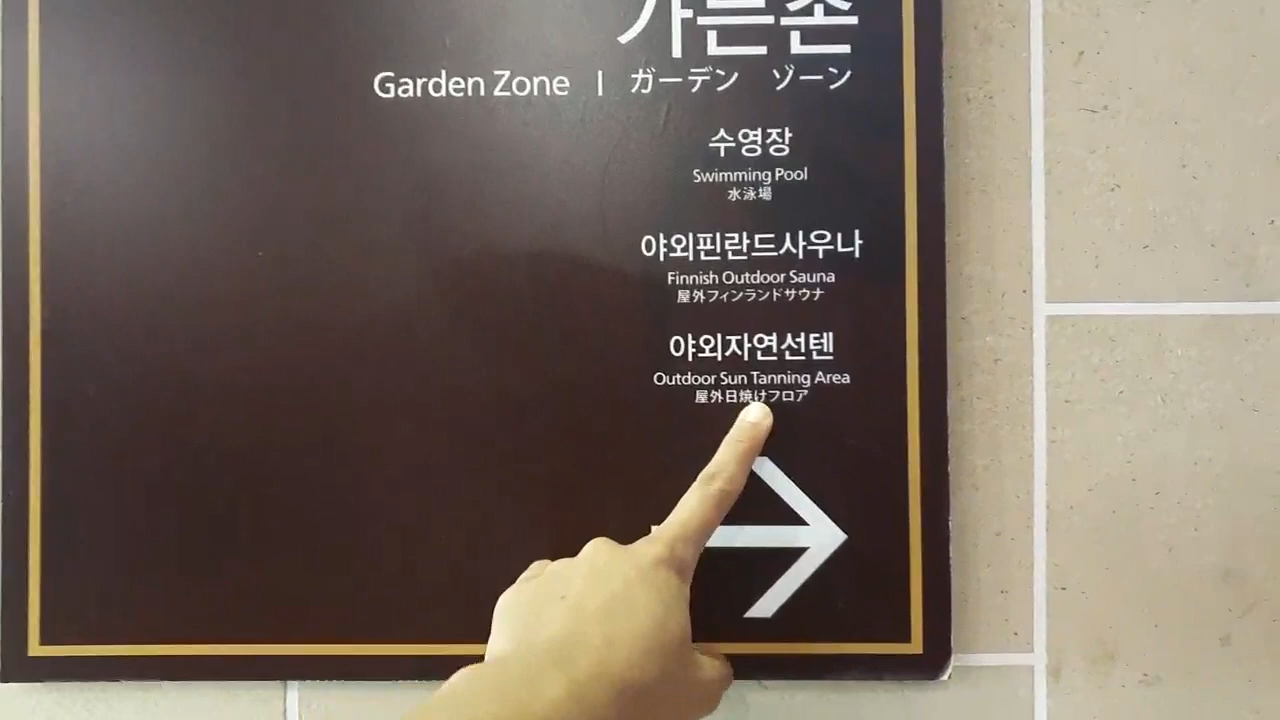 가든존
Garden Zone | ガーデン ゾーン
수영장
Swimming Pool
水泳場
야외핀란드사우나
Finnish Outdoor Sauna
屋外フィンランドサウナ
야외자연선텐
Outdoor Sun Tanning Area
屋外日焼けフロア